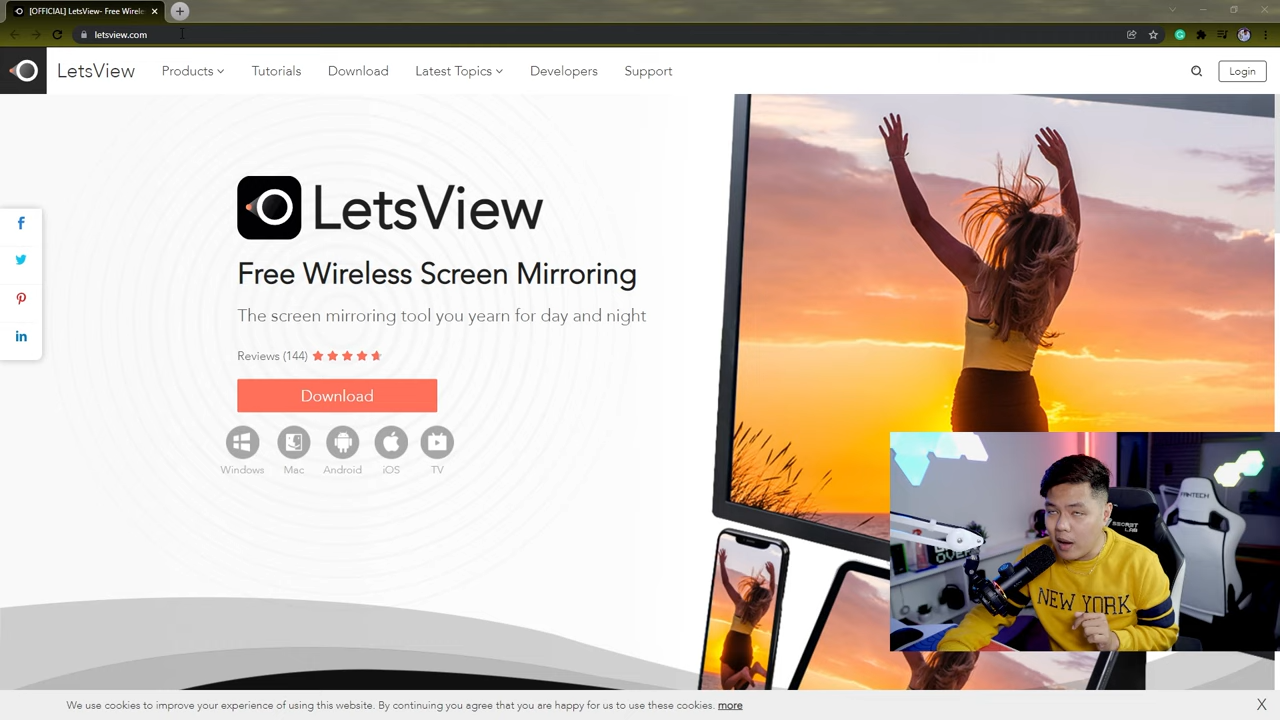 [OFFICIAL] LetsView- Free Wirele
letsview.com
LetsView
Products
Tutorials
Download
Latest Topics
Developers
Support
Login
LetsView
Free Wireless Screen Mirroring
The screen mirroring tool you yearn for day and night
Reviews (144)
Download
Windows
Mac
Android
iOS
TV
FANTECH
SECRET
LAB
NEW YORK
We use cookies to improve your experience of using this website. By continuing you agree that you are happy for us to use these cookies. more
X